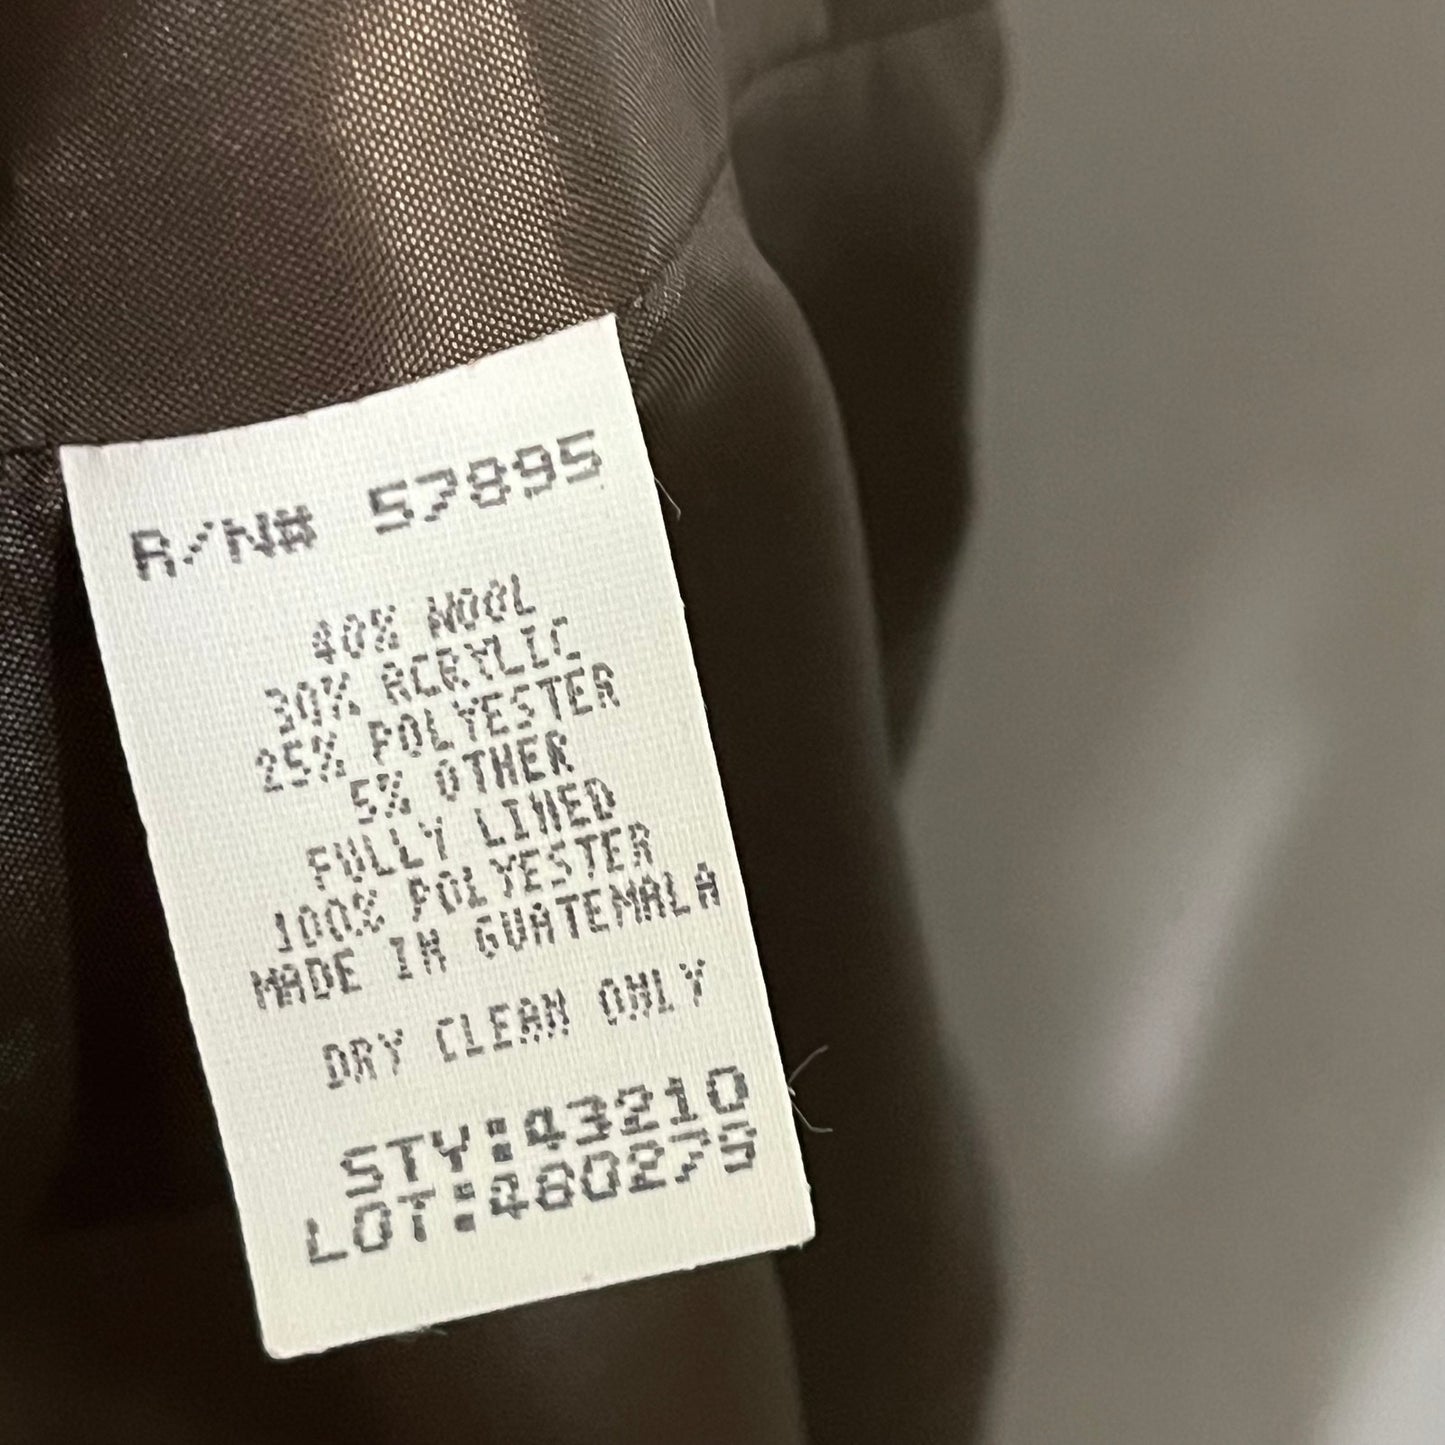 R/N# 57895
40% WOOL
30% ACRYLIC
25% POLYESTER
5% OTHER
FULLY LINED
100% POLYESTER
MADE IN GUATEMALA
DRY CLEAN ONLY
STY:43210
LOT:480275